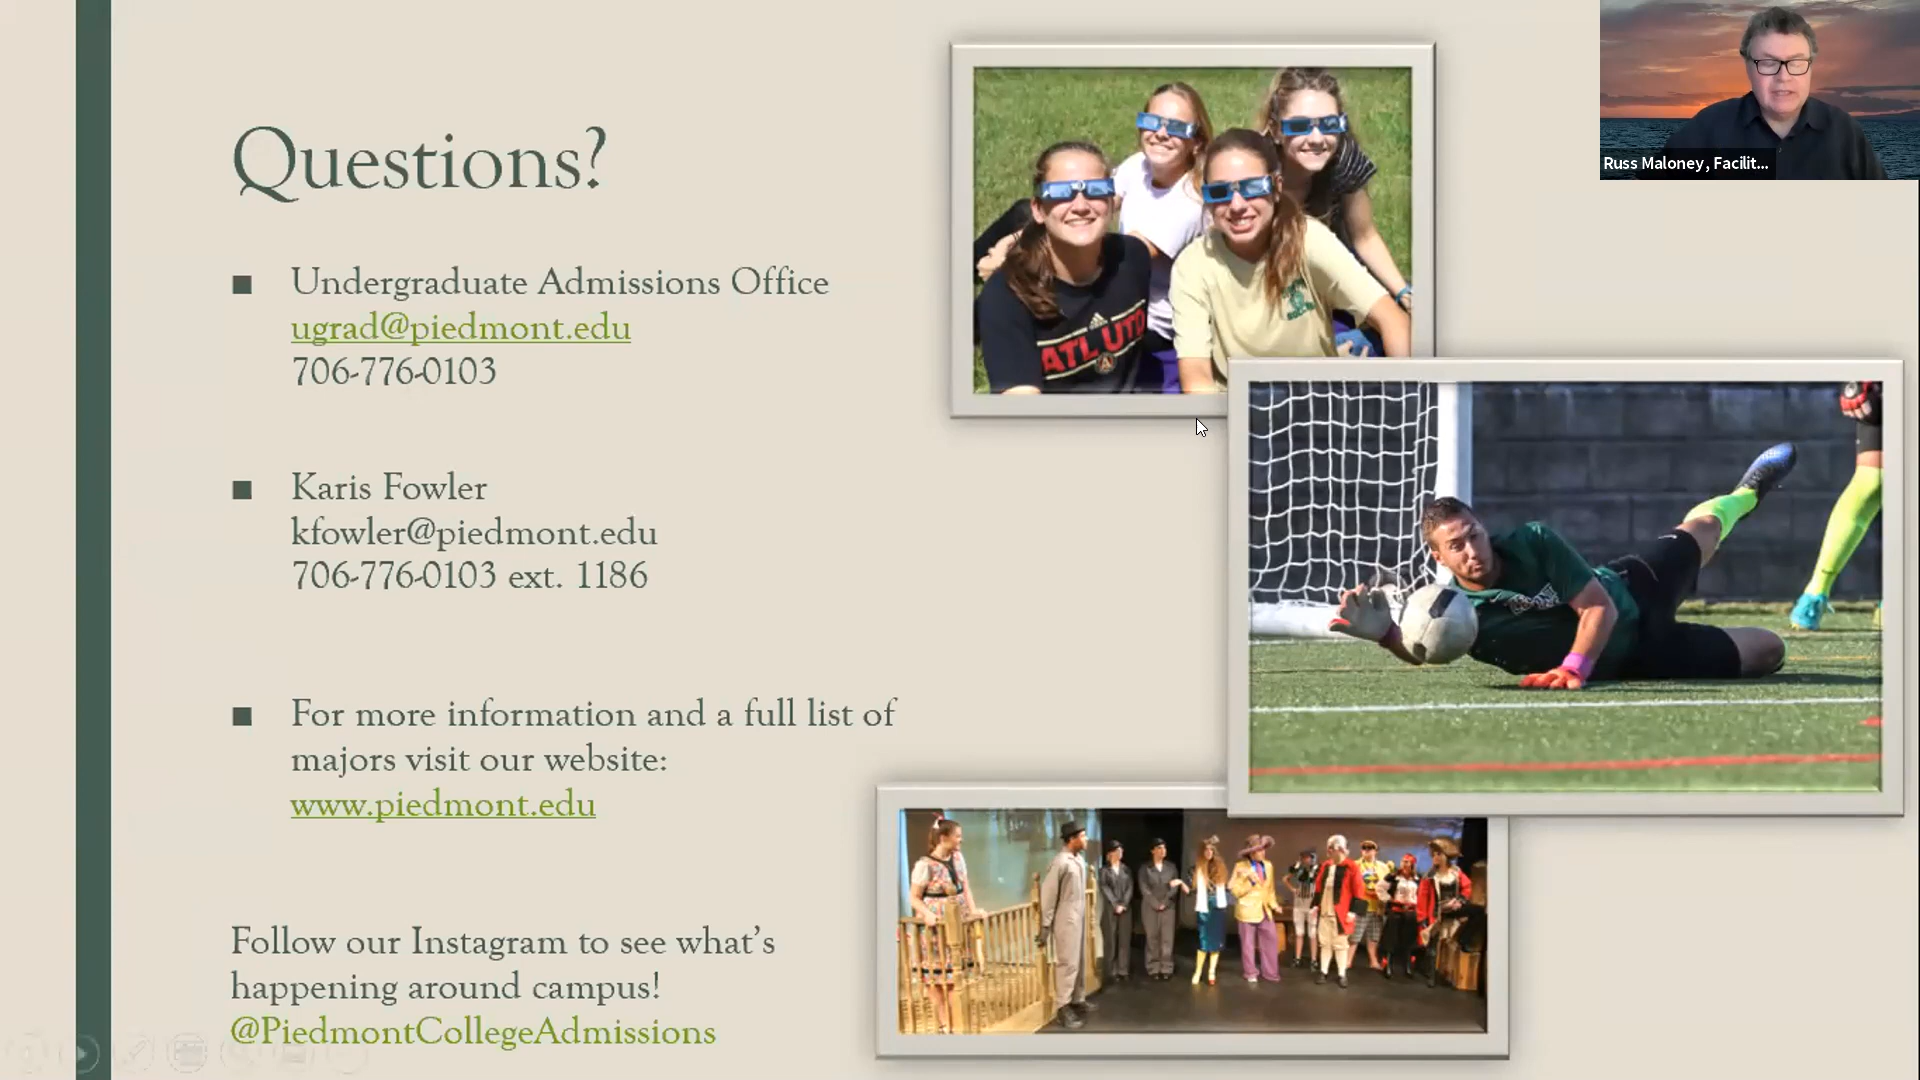 Questions?
■ Undergraduate Admissions Office
ugrad@piedmont.edu
706-776-0103
■ Karis Fowler
kfowler@piedmont.edu
706-776-0103 ext. 1186
■ For more information and a full list of
majors visit our website:
www.piedmont.edu
Follow our Instagram to see what's
happening around campus!
@PiedmontCollegeAdmissions
ATL UTD
Russ Maloney, Facilit...